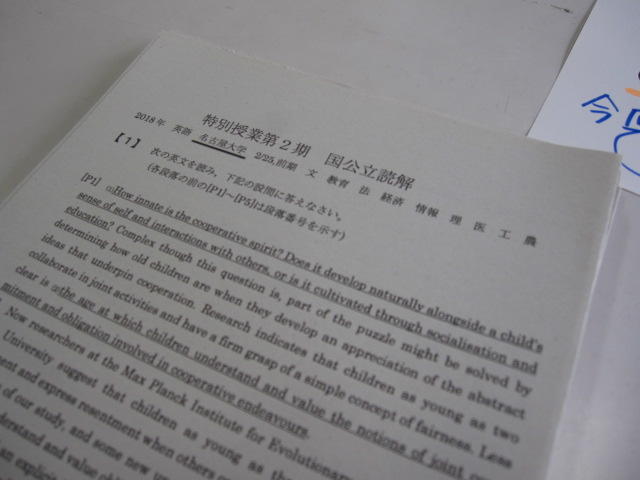 特別授業第2期 国公立読解
2018年 英語 名古屋大学 2/25,前期 文 教育 法 経済 情報 理 医 工 農
【1】 次の英文を読み、下記の設問に答えなさい。
(各段落の前の[P1]~[P5]は段落番号を示す)
[P1] (1)How innate is the cooperative spirit? Does it develop naturally alongside a child's
sense of self and interactions with others, or is it cultivated through socialisation and
education? Complex though this question is, part of the puzzle might be solved by
determining how old children are when they develop an appreciation of the abstract
ideas that underpin cooperation. Research indicates that children as young as two
collaborate in joint activities and have a firm grasp of a simple concept of fairness. Less
clear is (2)the age at which children understand and value the notions of joint
mitment and obligation involved in cooperative endeavours.
Now researchers at the Max Planck Institute for Evolutionary
University suggest that children as young as
and express resentment when others
of our study, and some new
and value
an explicit
今